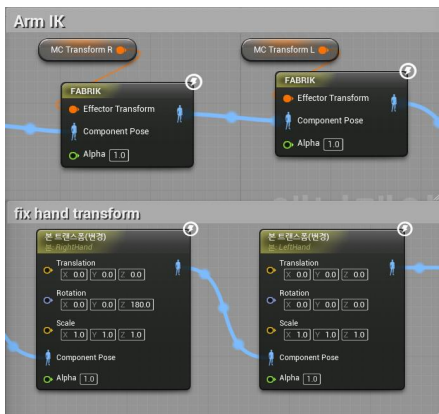 Arm IK
MC Transform R
MC Transform L
FABRIK
Effector Transform
Component Pose
Alpha 1.0
FABRIK
Effector Transform
Component Pose
Alpha 1.0
fix hand transform
본 트랜스폼(변경)
본: RightHand
Translation
X 0.0 Y 0.0 Z 0.0
Rotation
X 0.0 Y 0.0 Z 180.0
Scale
X 1.0 Y 1.0 Z 1.0
Component Pose
Alpha 1.0
본 트랜스폼(변경)
본: LeftHand
Translation
X 0.0 Y 0.0 Z 0.0
Rotation
X 0.0 Y 0.0 Z 0.0
Scale
X 1.0 Y 1.0 Z 1.0
Component Pose
Alpha 1.0